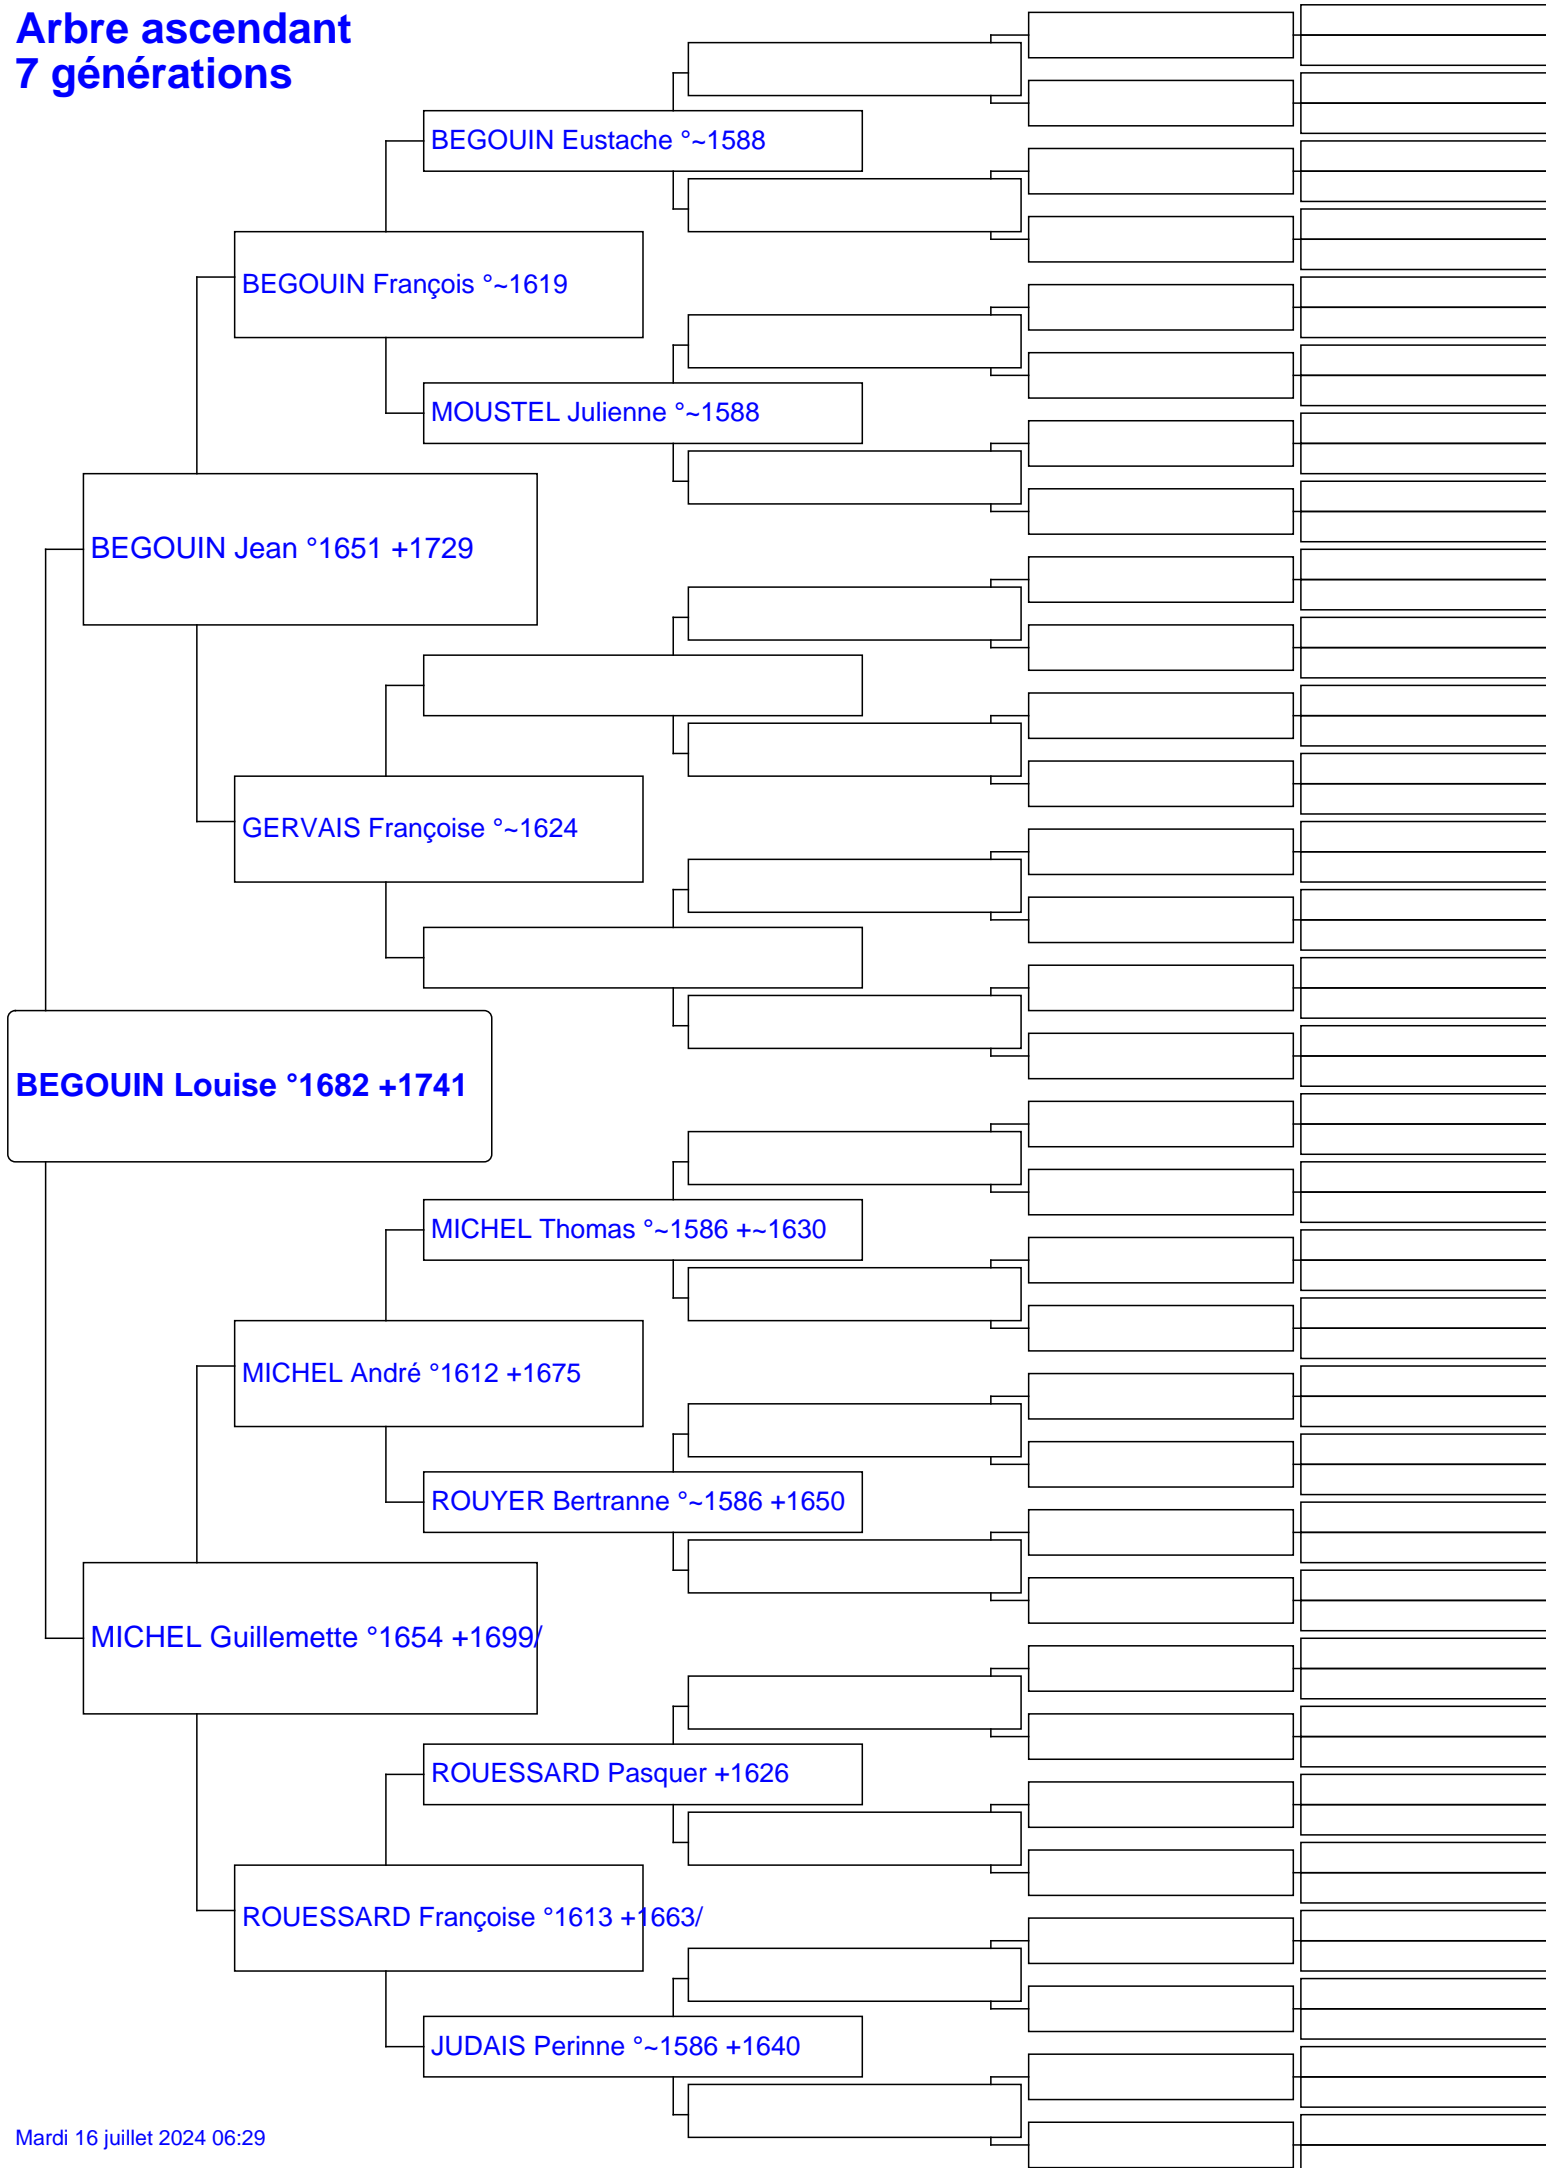 Arbre ascendant
7 générations
BEGOUIN Eustache °~1588
BEGOUIN François °~1619
MOUSTEL Julienne °~1588
BEGOUIN Jean °1651 +1729
GERVAIS Françoise °~1624
BEGOUIN Louise °1682 +1741
MICHEL Thomas °~1586 +~1630
MICHEL André °1612 +1675
ROUYER Bertranne °~1586 +1650
MICHEL Guillemette °1654 +1699/
ROUESSARD Pasquer +1626
ROUESSARD Françoise °1613 +1663/
JUDAIS Perinne °~1586 +1640
Mardi 16 juillet 2024 06:29